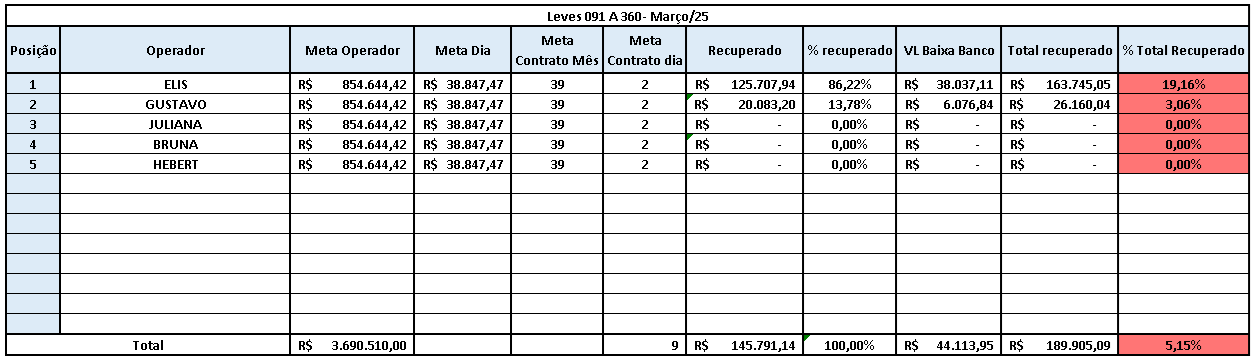 Leves 091 A 360- Março/25
Posição Operador Meta Operador Meta Dia Meta Contrato Mês Meta Contrato dia Recuperado % recuperado VL Baixa Banco Total recuperado % Total Recuperado
1 ELIS R$ 854.644,42 R$ 38.847,47 39 2 R$ 125.707,94 86,22% R$ 38.037,11 R$ 163.745,05 19,16%
2 GUSTAVO R$ 854.644,42 R$ 38.847,47 39 2 R$ 20.083,20 13,78% R$ 6.076,84 R$ 26.160,04 3,06%
3 JULIANA R$ 854.644,42 R$ 38.847,47 39 2 R$ - 0,00% R$ - R$ - 0,00%
4 BRUNA R$ 854.644,42 R$ 38.847,47 39 2 R$ - 0,00% R$ - R$ - 0,00%
5 HEBERT R$ 854.644,42 R$ 38.847,47 39 2 R$ - 0,00% R$ - R$ - 0,00%
Total R$ 3.690.510,00 9 R$ 145.791,14 100,00% R$ 44.113,95 R$ 189.905,09 5,15%